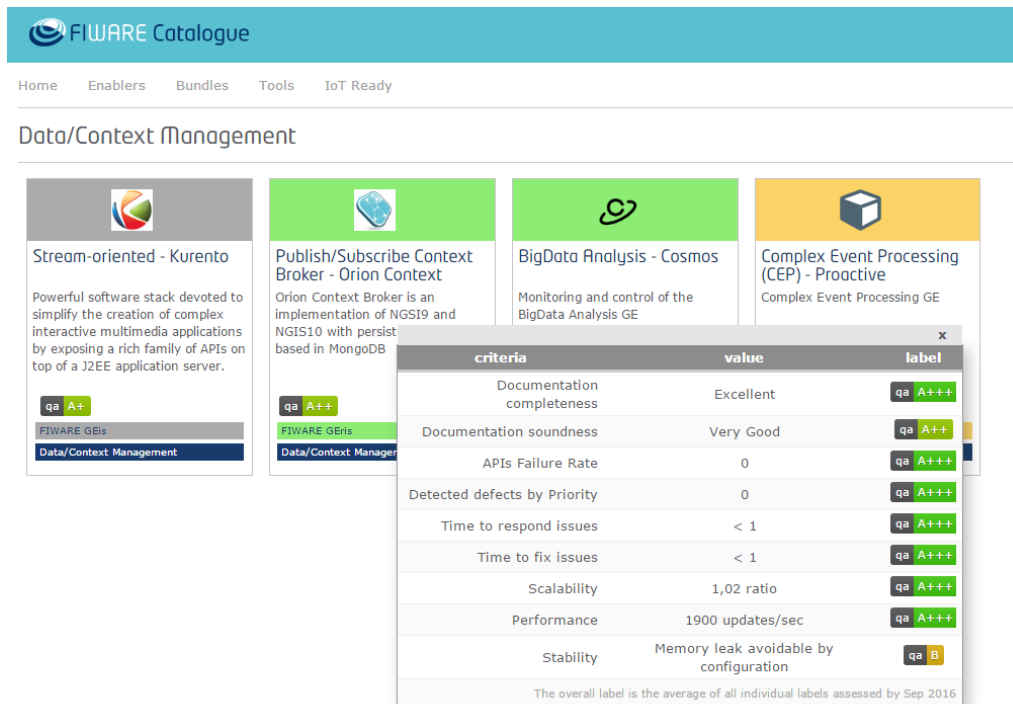 FIWARE Catalogue
Home Enablers Bundles Tools IoT Ready
Data/Context Management
Stream-oriented - Kurento
Powerful software stack devoted to
simplify the creation of complex
interactive multimedia applications
by exposing a rich family of APIs on
top of a J2EE application server.
qa A+
FIWARE GEis
Data/Context Management
Publish/Subscribe Context
Broker - Orion Context
Orion Context Broker is an
implementation of NGSI9 and
NGIS10 with persist
based in MongoDB
qa A++
FIWARE GEris
Data/Context Manager
BigData Analysis - Cosmos
Monitoring and control of the
BigData Analysis GE
Complex Event Processing
(CEP) - Proactive
Complex Event Processing GE
x
criteria value label
Documentation
completeness
Excellent qa A+++
Documentation soundness Very Good qa A++
APIs Failure Rate 0 qa A+++
Detected defects by Priority 0 qa A+++
Time to respond issues < 1 qa A+++
Time to fix issues < 1 qa A+++
Scalability 1,02 ratio qa A+++
Performance 1900 updates/sec qa A+++
Stability
Memory leak avoidable by
configuration
qa B
The overall label is the average of all individual labels assessed by Sep 2016